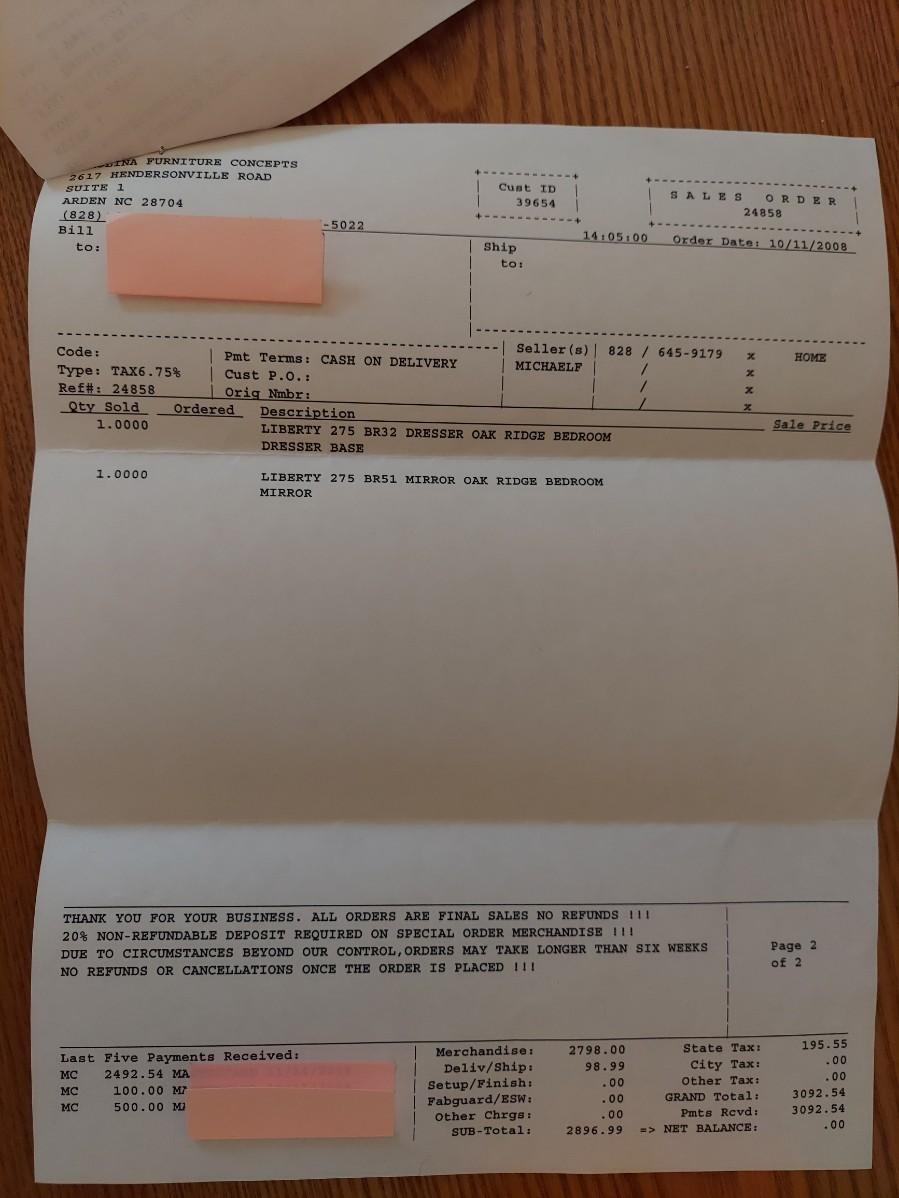 FURNITURE CONCEPTS
2617 HENDERSONVILLE ROAD
SUITE 1
ARDEN NC 28704
(828) -5022
Cust ID
39654
SALES ORDER
24858
14:05:00 Order Date: 10/11/2008
Bill
to:
Ship
to:
Code:
Type: TAX6.75%
Ref#: 24858
Pmt Terms: CASH ON DELIVERY
Cust P.O.:
Orig Nmbr:
Seller(s)
MICHAELF
828 / 645-9179 x HOME
/ x
/ x
/ x
Qty Sold Ordered Description Sale Price
1.0000 LIBERTY 275 BR32 DRESSER OAK RIDGE BEDROOM
DRESSER BASE
1.0000 LIBERTY 275 BR51 MIRROR OAK RIDGE BEDROOM
MIRROR
THANK YOU FOR YOUR BUSINESS. ALL ORDERS ARE FINAL SALES NO REFUNDS !!!
20% NON-REFUNDABLE DEPOSIT REQUIRED ON SPECIAL ORDER MERCHANDISE !!!
DUE TO CIRCUMSTANCES BEYOND OUR CONTROL,ORDERS MAY TAKE LONGER THAN SIX WEEKS
NO REFUNDS OR CANCELLATIONS ONCE THE ORDER IS PLACED !!!
Page 2
of 2
Last Five Payments Received:
MC 2492.54 MA
MC 100.00
MC 500.00
Merchandise: 2798.00
Deliv/Ship: 98.99
Setup/Finish: .00
Fabguard/ESW: .00
Other Chrgs: .00
SUB-Total: 2896.99
State Tax: 195.55
City Tax: .00
Other Tax: .00
GRAND Total: 3092.54
Pmts Rcvd: 3092.54
=> NET BALANCE: .00